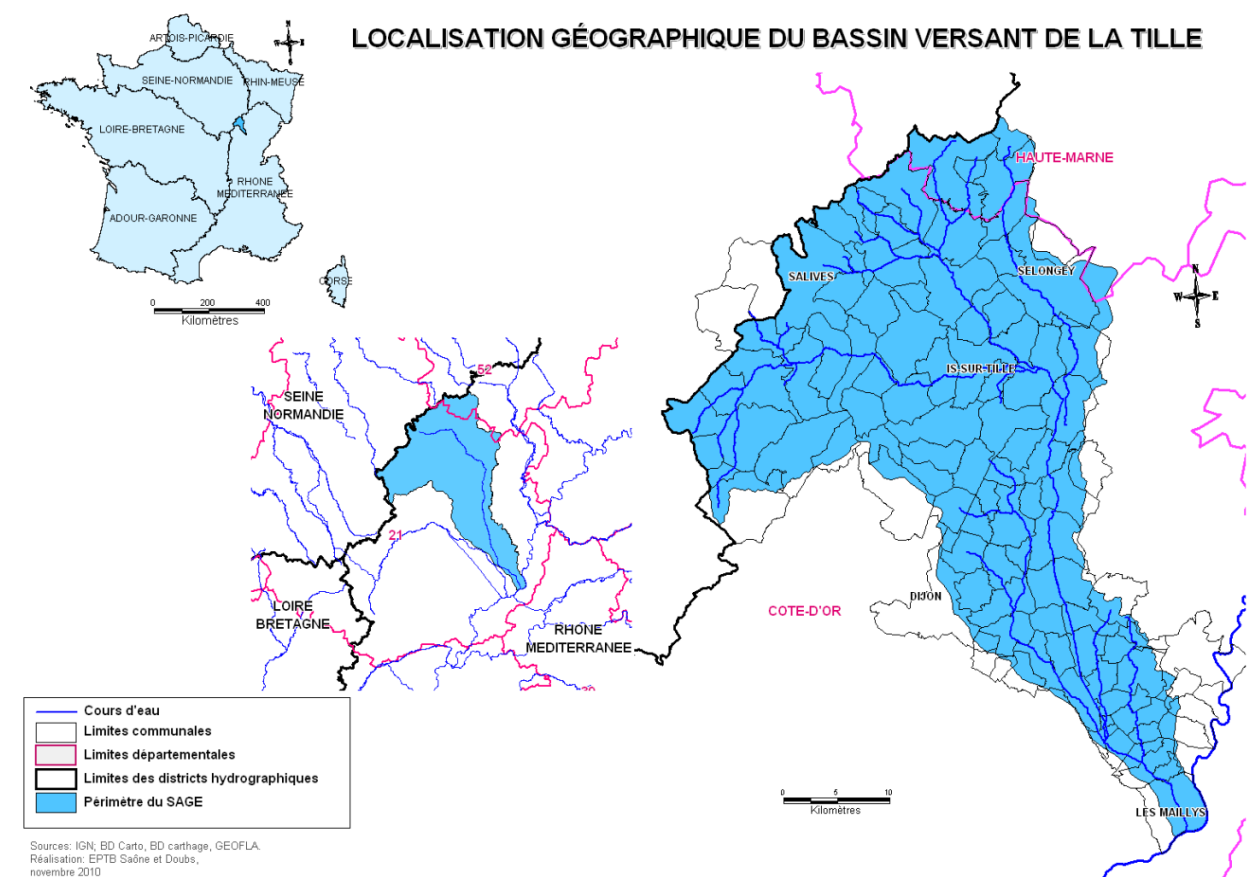 LOCALISATION GÉOGRAPHIQUE DU BASSIN VERSANT DE LA TILLE
N
W E
S
ARTOIS-PICARDIE
SEINE-NORMANDIE
RHIN-MEUSE
LOIRE-BRETAGNE
RHONE
MEDITERRANEE
ADOUR-GARONNE
CORSE
0 200 400
Kilomètres
HAUTE-MARNE
SALIVES
SELONGEY
N
W E
S
IS SUR TILLE
DIJON
COTE-D'OR
LES MAILLYS
0 5 10
Kilomètres
52
SEINE
NORMANDIE
21
LOIRE
BRETAGNE
RHONE
MEDITERRANEE
Cours d'eau
Limites communales
Limites départementales
Limites des districts hydrographiques
Périmètre du SAGE
Sources: IGN; BD Carto, BD carthage, GEOFLA.
Réalisation: EPTB Saône et Doubs,
novembre 2010